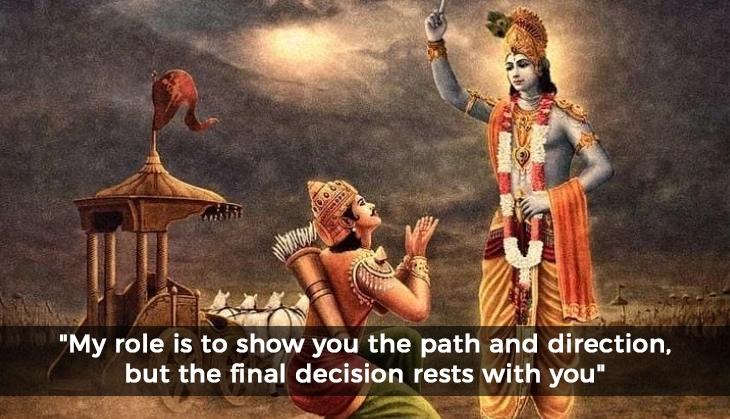 "My role is to show you the path and direction,
but the final decision rests with you"